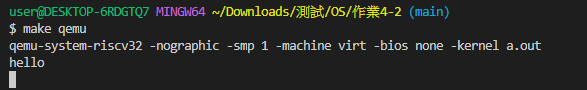 user@DESKTOP-6RDGTQ7 MINGW64 ~/Downloads/測試/OS/作業4-2 (main)
$ make qemu
qemu-system-riscv32 -nographic -smp 1 -machine virt -bios none -kernel a.out
hello